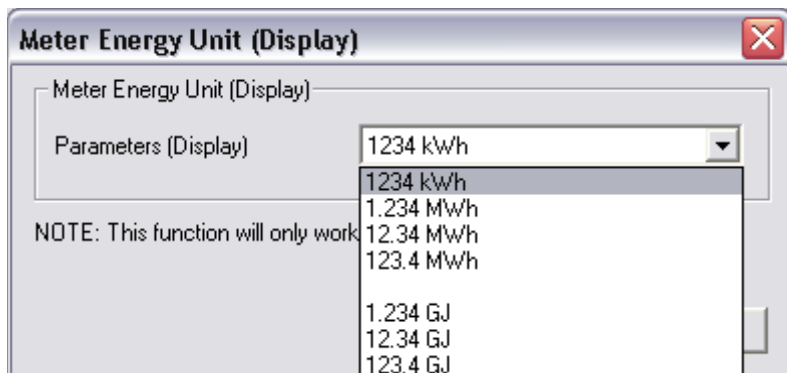 Meter Energy Unit (Display)
Meter Energy Unit (Display)
Parameters (Display)
1234 kWh
1234 kWh
1.234 MWh
NOTE: This function will only work
12.34 MWh
123.4 MWh
1.234 GJ
12.34 GJ
123.4 GJ